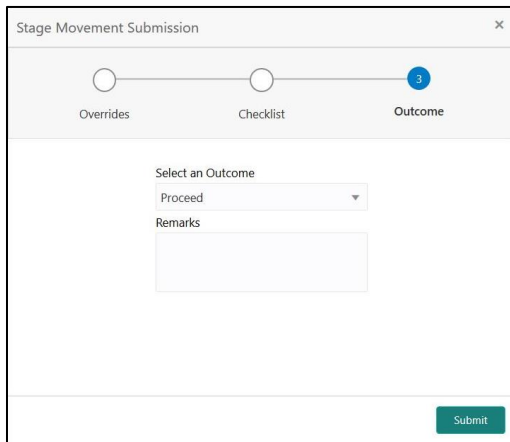 Stage Movement Submission
×
3
Overrides
Checklist
Outcome
Select an Outcome
Proceed
Remarks
Submit